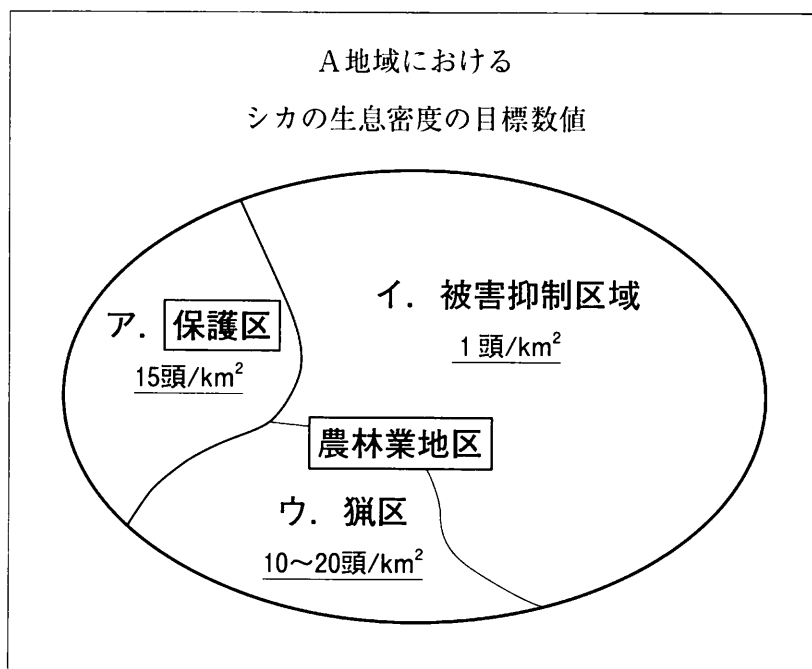 A地域における
シカの生息密度の目標数値
イ. 被害抑制区域
1頭/km²
ア. 保護区
15頭/km²
農林業地区
ウ. 猟区
10〜20頭/km²